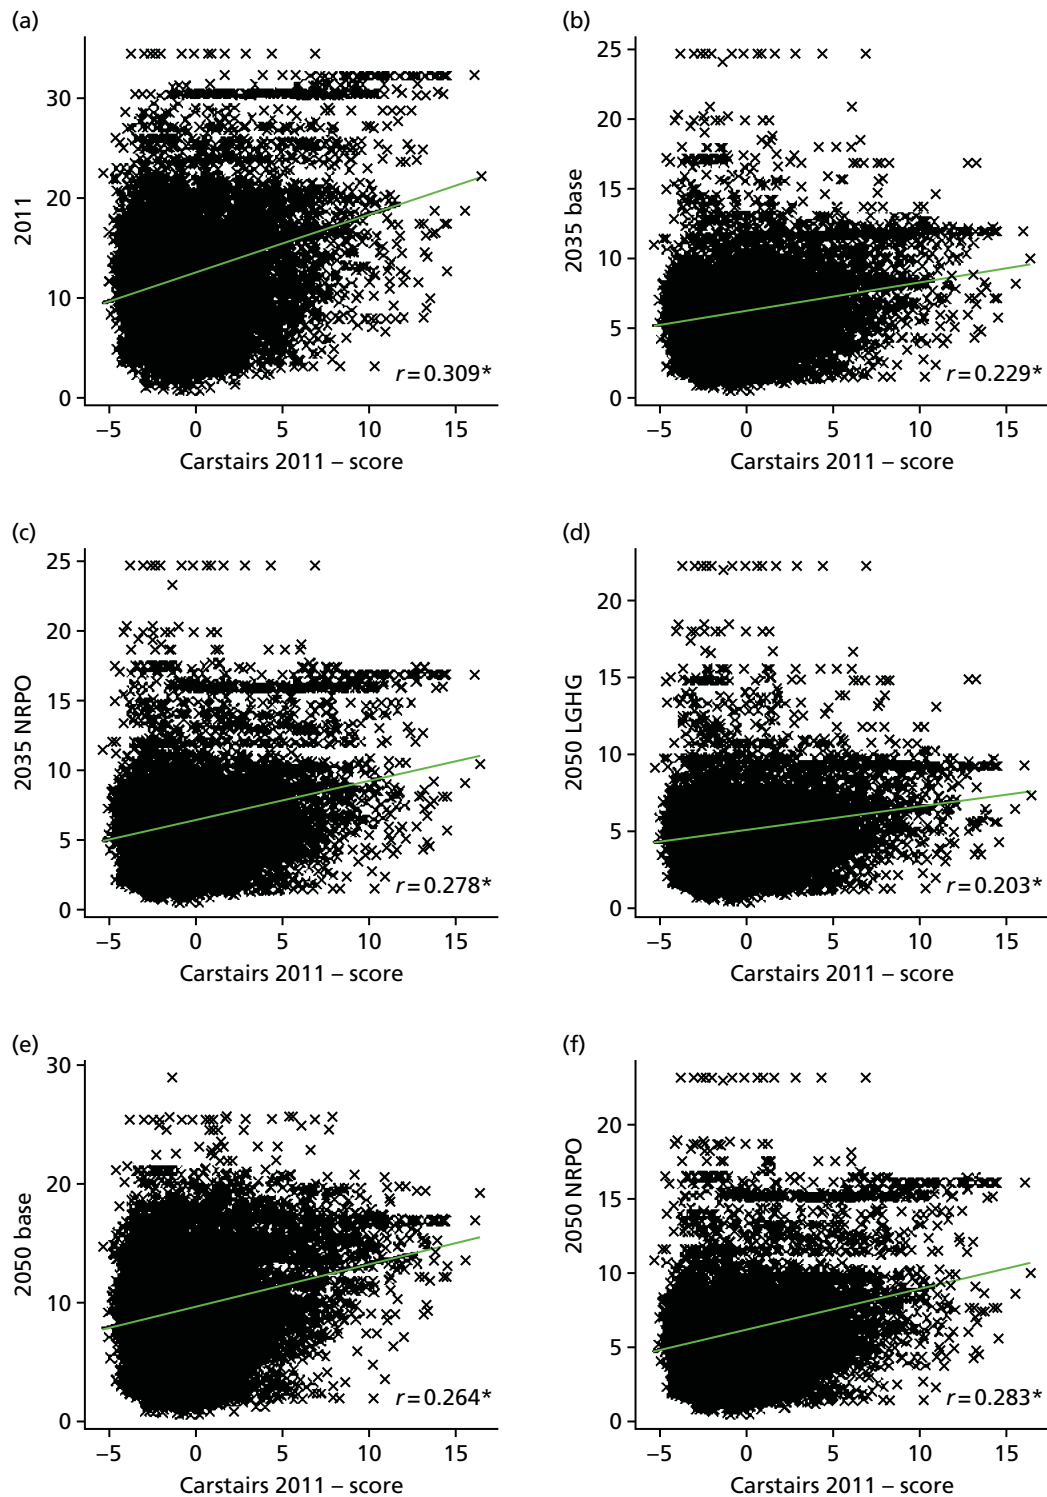 (a)
2011
30
20
10
0
−5 0 5 10 15
Carstairs 2011 – score
r=0.309*
(b)
2035 base
25
20
15
10
5
0
−5 0 5 10 15
Carstairs 2011 – score
r=0.229*
(c)
2035 NRPO
25
20
15
10
5
0
−5 0 5 10 15
Carstairs 2011 – score
r=0.278*
(d)
2050 LGHG
20
15
10
5
0
−5 0 5 10 15
Carstairs 2011 – score
r=0.203*
(e)
2050 base
30
20
10
0
−5 0 5 10 15
Carstairs 2011 – score
r=0.264*
(f)
2050 NRPO
20
15
10
5
0
−5 0 5 10 15
Carstairs 2011 – score
r=0.283*